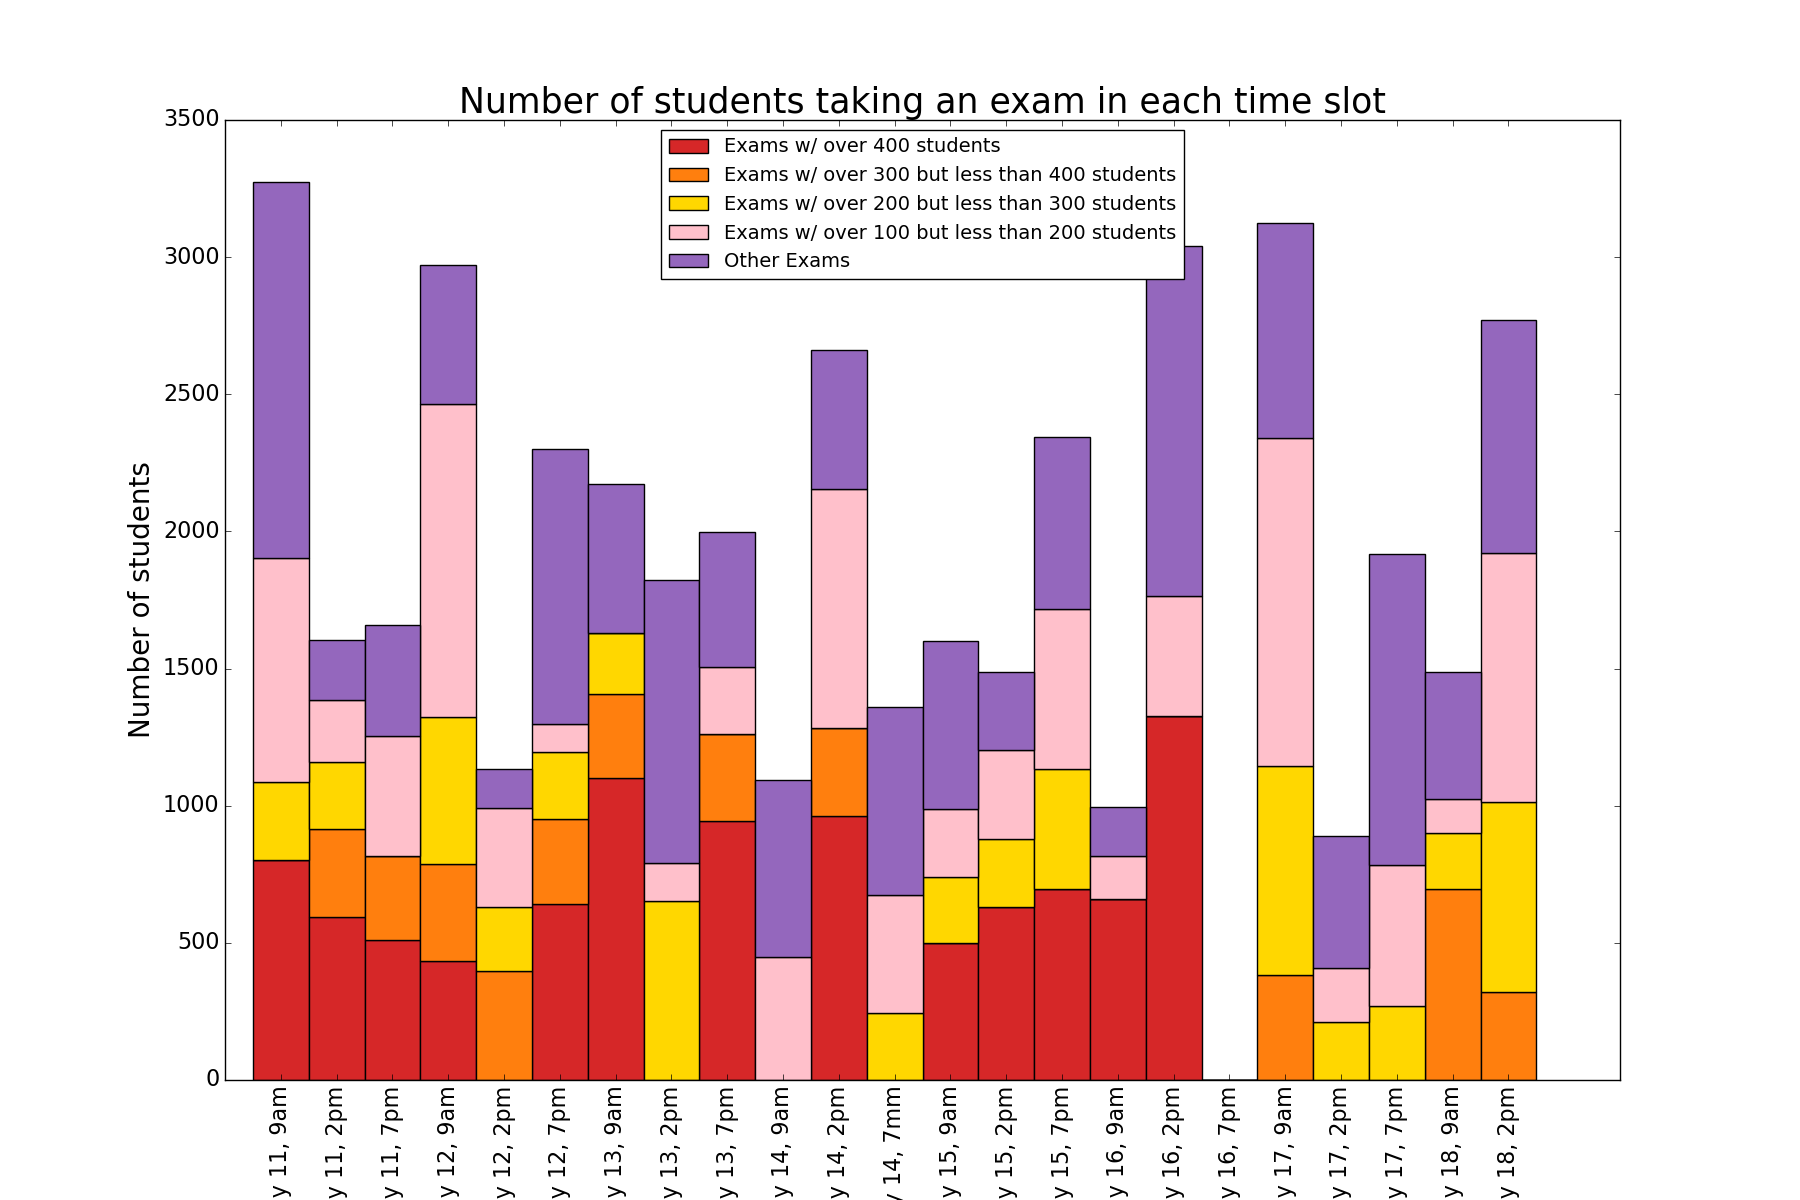 Number of students taking an exam in each time slot
Exams w/ over 400 students
Exams w/ over 300 but less than 400 students
Exams w/ over 200 but less than 300 students
Exams w/ over 100 but less than 200 students
Other Exams
Number of students
3500
3000
2500
2000
1500
1000
500
0
y 11, 9am
y 11, 2pm
y 11, 7pm
y 12, 9am
y 12, 2pm
y 12, 7pm
y 13, 9am
y 13, 2pm
y 13, 7pm
y 14, 9am
y 14, 2pm
y 14, 7mm
y 15, 9am
y 15, 2pm
y 15, 7pm
y 16, 9am
y 16, 2pm
y 16, 7pm
y 17, 9am
y 17, 2pm
y 17, 7pm
y 18, 9am
y 18, 2pm